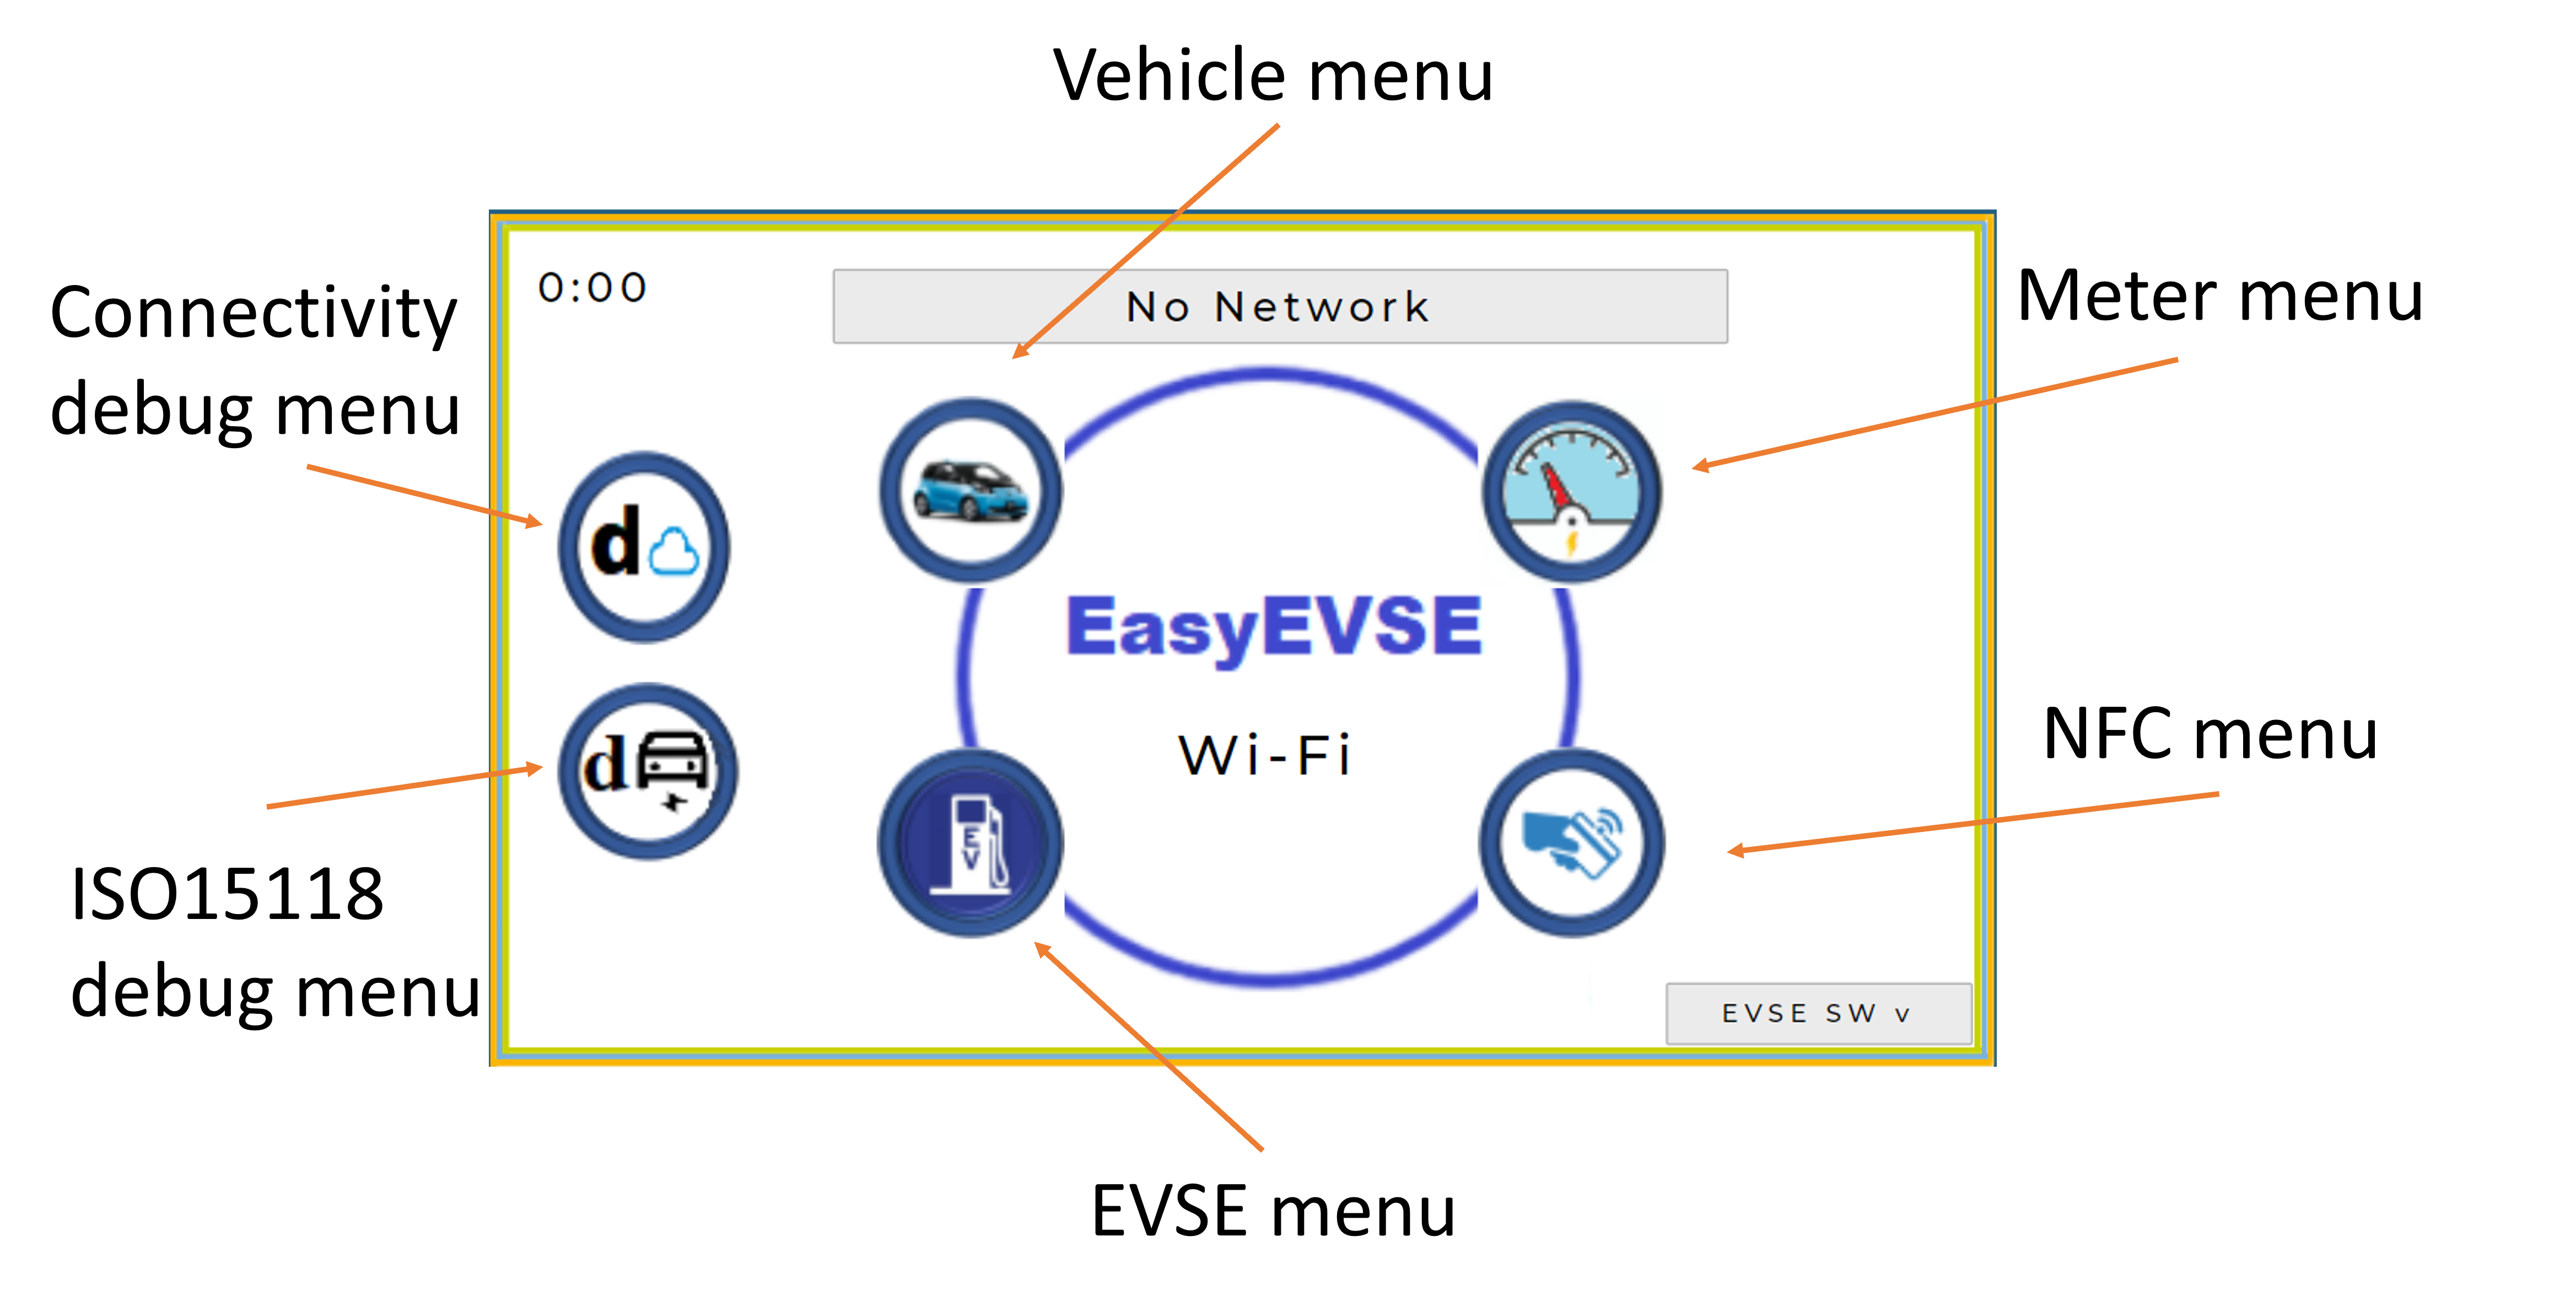 Vehicle menu
Connectivity
debug menu
Meter menu
0:00
No Network
d
EasyEVSE
Wi-Fi
NFC menu
d
EV
ISO15118
debug menu
EVSE SW v
EVSE menu